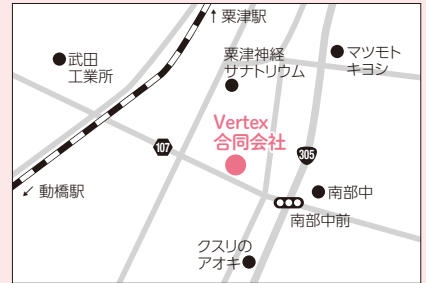 ↑粟津駅
武田
工業所
粟津神経
サナトリウム
マツモト
キヨシ
Vertex
合同会社
107
305
↙ 動橋駅
南部中
南部中前
クスリの
アオキ